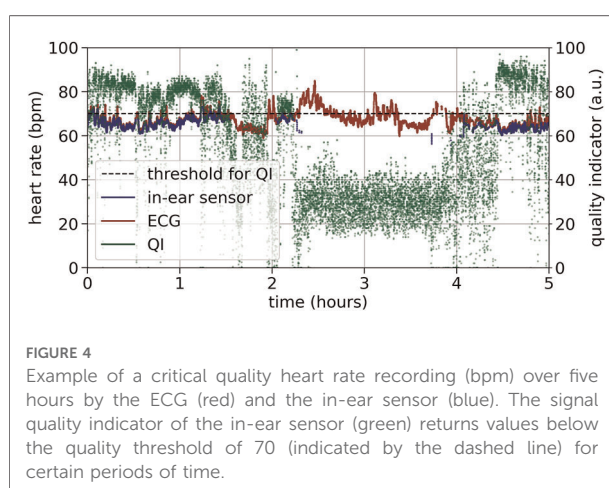 100
80
60
40
20
0
heart rate (bpm)
threshold for QI
in-ear sensor
ECG
QI
100
80
60
40
20
0
quality indicator (a.u.)
0 1 2 3 4 5
time (hours)
FIGURE 4
Example of a critical quality heart rate recording (bpm) over five
hours by the ECG (red) and the in-ear sensor (blue). The signal
quality indicator of the in-ear sensor (green) returns values below
the quality threshold of 70 (indicated by the dashed line) for
certain periods of time.